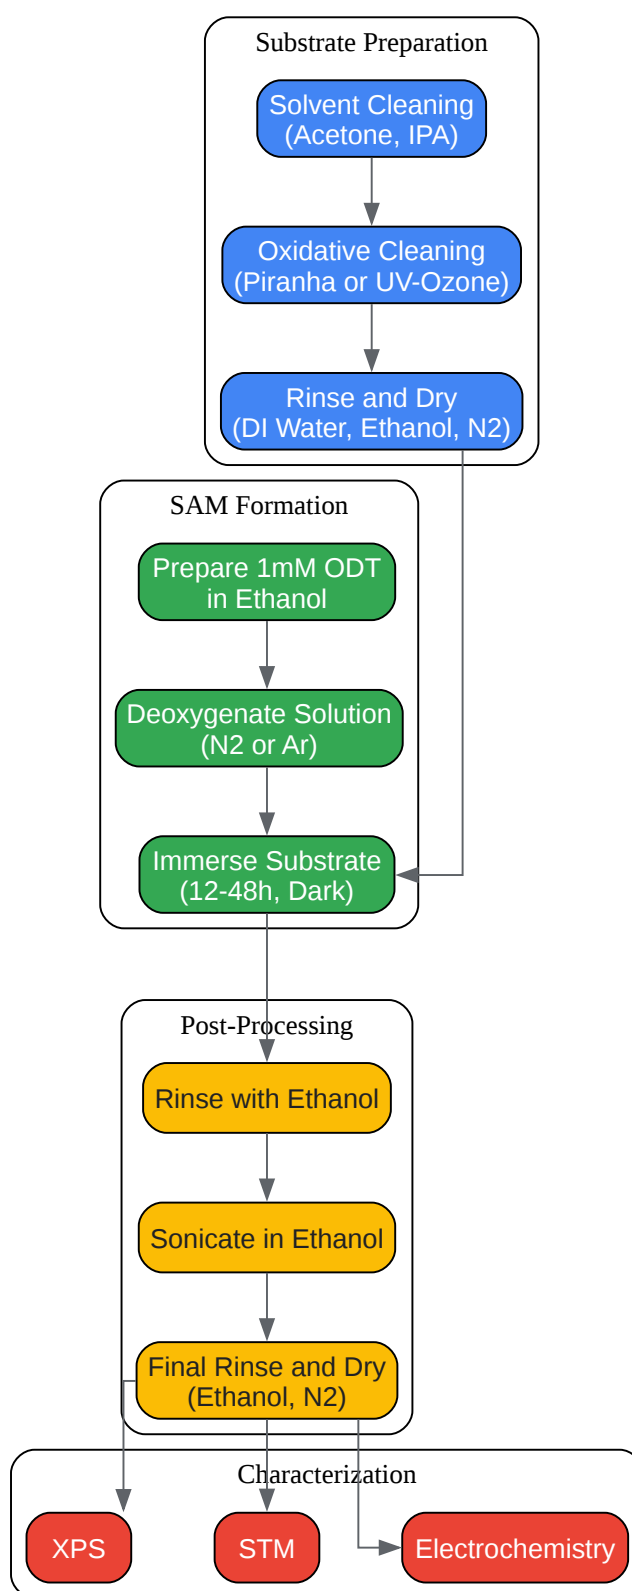 Substrate Preparation
Solvent Cleaning
(Acetone, IPA)
Oxidative Cleaning
(Piranha or UV-Ozone)
Rinse and Dry
(DI Water, Ethanol, N2)
SAM Formation
Prepare 1mM ODT
in Ethanol
Deoxygenate Solution
(N2 or Ar)
Immerse Substrate
(12-48h, Dark)
Post-Processing
Rinse with Ethanol
Sonicate in Ethanol
Final Rinse and Dry
(Ethanol, N2)
Characterization
XPS
STM
Electrochemistry